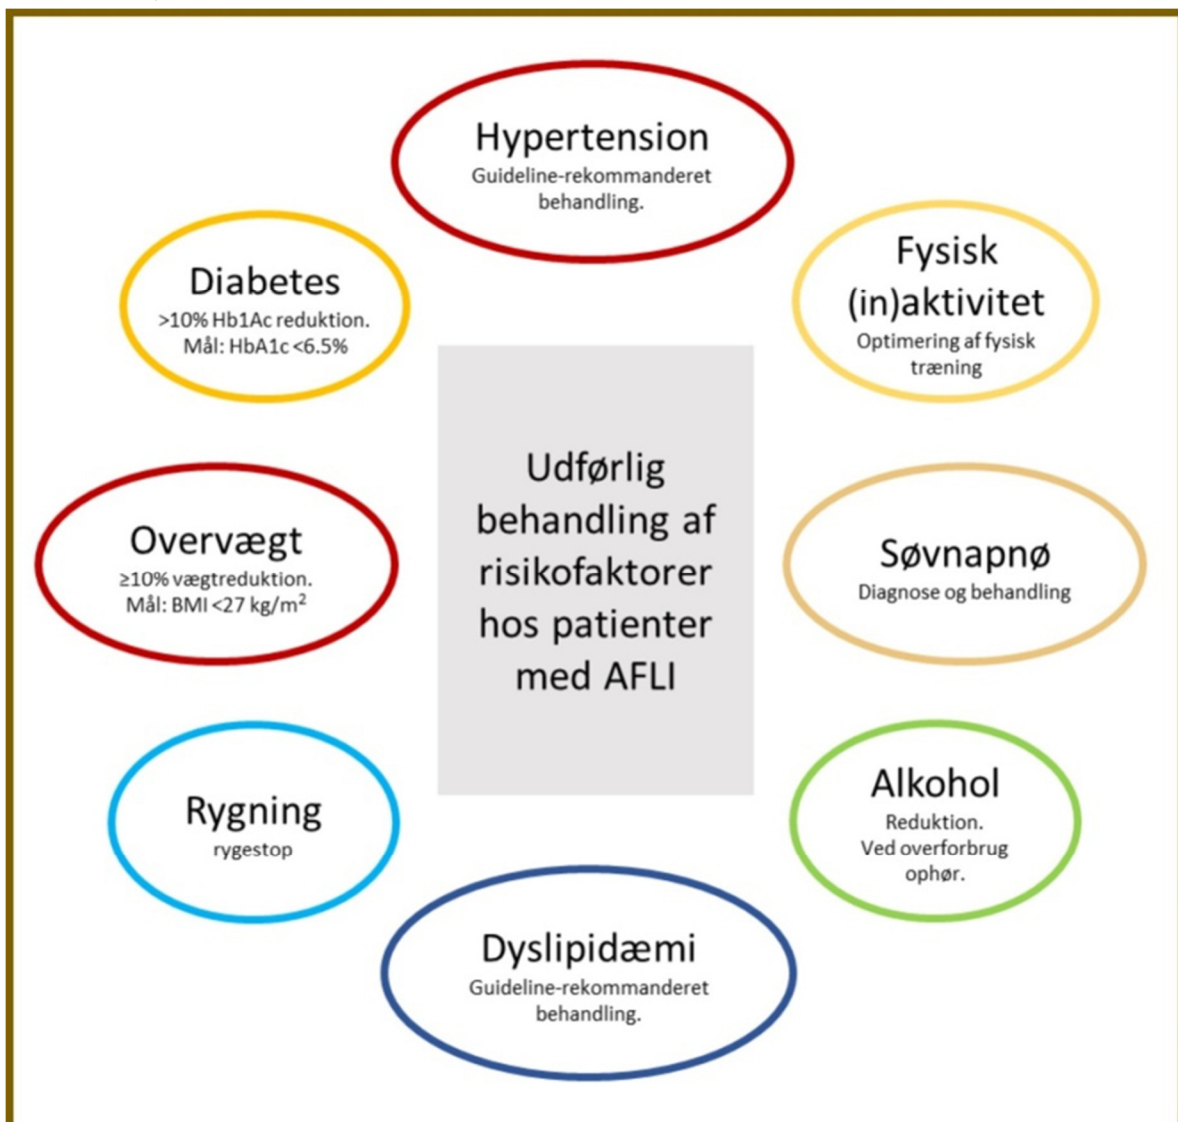 Hypertension
Guideline-rekommanderet
behandling.
Fysisk
(in)aktivitet
Optimering af fysisk
træning
Diabetes
>10% Hb1Ac reduktion.
Mål: HbA1c <6.5%
Udførlig
behandling af
risikofaktorer
hos patienter
med AFLI
Overvægt
≥10% vægtreduktion.
Mål: BMI <27 kg/m²
Søvnapnø
Diagnose og behandling
Rygning
rygestop
Alkohol
Reduktion.
Ved overforbrug
ophør.
Dyslipidæmi
Guideline-rekommanderet
behandling.